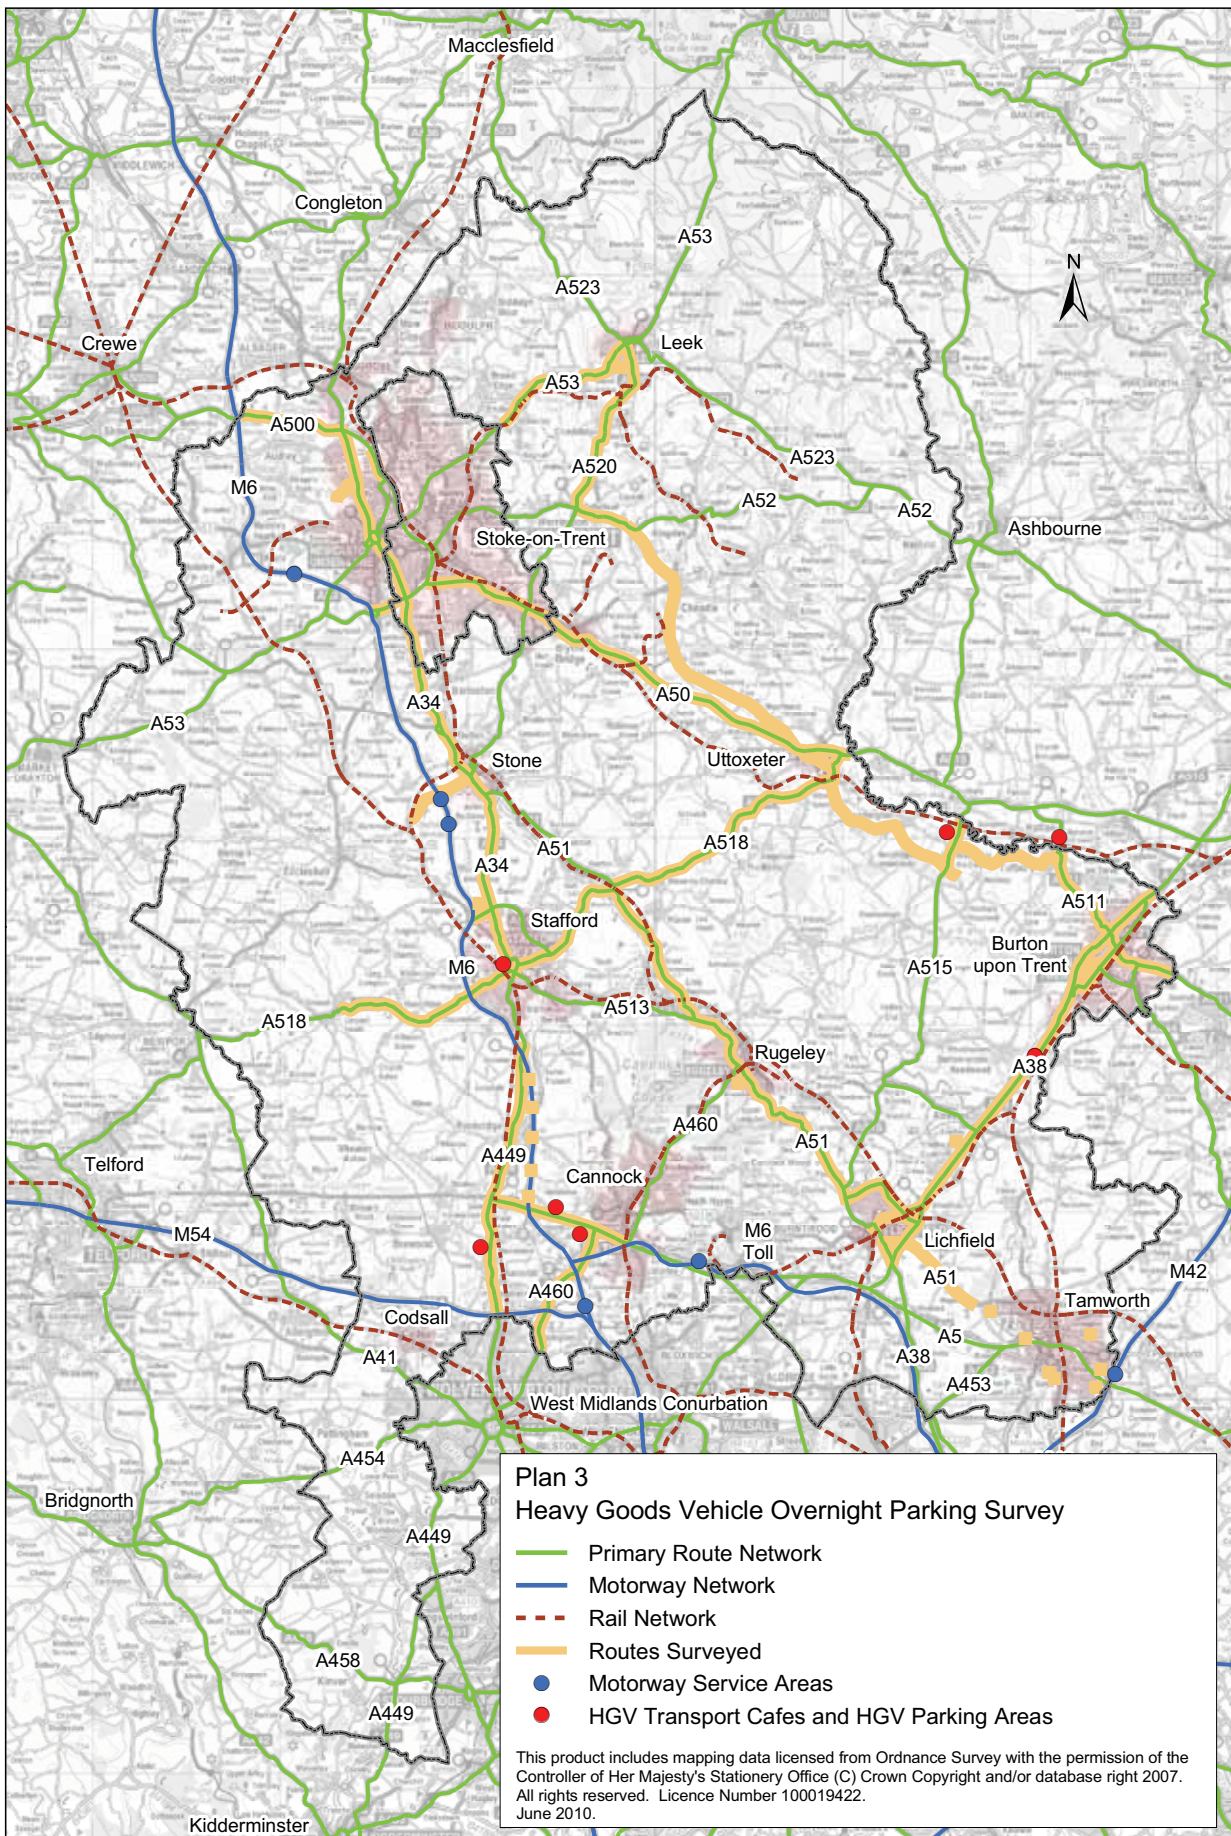 Macclesfield
Congleton
A53
N
A523
Crewe
Leek
A53
A500
A523
A520
M6
A52
A52
Ashbourne
Stoke-on-Trent
A50
A34
A53
Stone
Uttoxeter
A518
A51
A34
A511
Stafford
Burton
upon Trent
M6
A515
A513
A518
Rugeley
A38
A460
A51
A449
Telford
Cannock
M54
M6
Toll
Lichfield
A51
M42
A460
Tamworth
Codsall
A5
A38
A41
A453
West Midlands Conurbation
A454
Bridgnorth
A449
A458
A449
Kidderminster
Plan 3
Heavy Goods Vehicle Overnight Parking Survey
Primary Route Network
Motorway Network
Rail Network
Routes Surveyed
Motorway Service Areas
HGV Transport Cafes and HGV Parking Areas
This product includes mapping data licensed from Ordnance Survey with the permission of the
Controller of Her Majesty's Stationery Office (C) Crown Copyright and/or database right 2007.
All rights reserved. Licence Number 100019422.
June 2010.